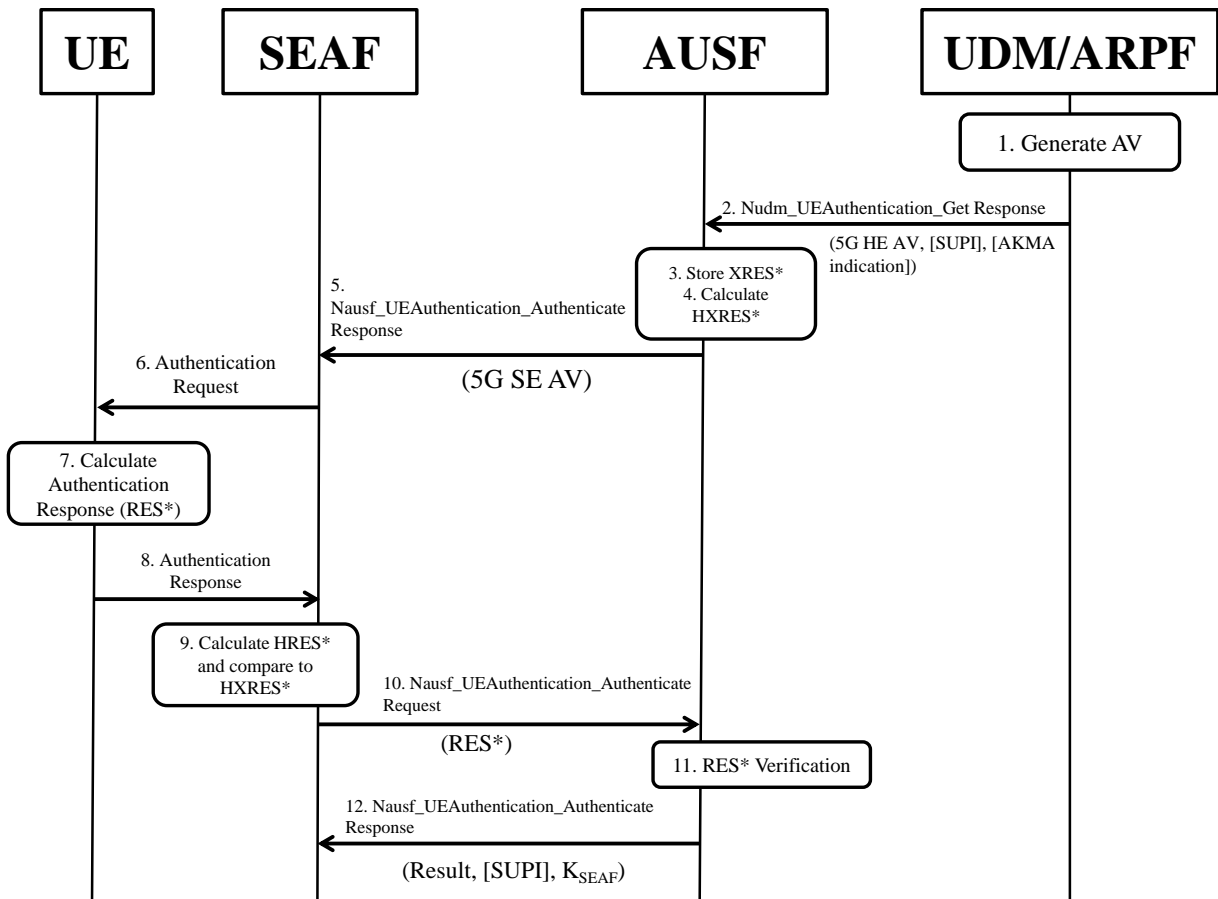 UE
SEAF
AUSF
UDM/ARPF
1. Generate AV
2. Nudm_UEAuthentication_Get Response
(5G HE AV, [SUPI], [AKMA
indication])
3. Store XRES*
4. Calculate
HXRES*
5.
Nausf_UEAuthentication_Authenticate
Response
(5G SE AV)
6. Authentication
Request
7. Calculate
Authentication
Response (RES*)
8. Authentication
Response
9. Calculate HRES*
and compare to
HXRES*
10. Nausf_UEAuthentication_Authenticate
Request
(RES*)
11. RES* Verification
12. Nausf_UEAuthentication_Authenticate
Response
(Result, [SUPI], KSEAF)